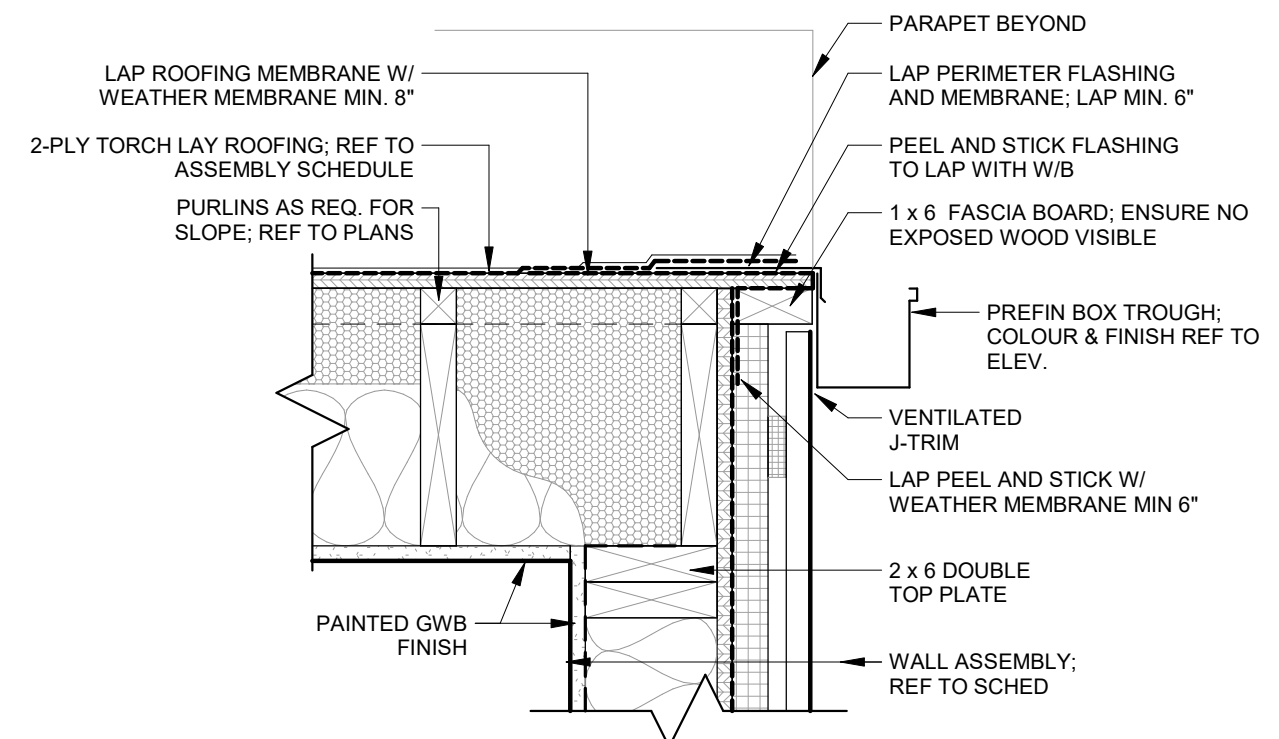 LAP ROOFING MEMBRANE W/
WEATHER MEMBRANE MIN. 8"
2-PLY TORCH LAY ROOFING; REF TO
ASSEMBLY SCHEDULE
PURLINS AS REQ. FOR
SLOPE; REF TO PLANS
PAINTED GWB
FINISH
PARAPET BEYOND
LAP PERIMETER FLASHING
AND MEMBRANE; LAP MIN. 6"
PEEL AND STICK FLASHING
TO LAP WITH W/B
1 x 6 FASCIA BOARD; ENSURE NO
EXPOSED WOOD VISIBLE
PREFIN BOX TROUGH;
COLOUR & FINISH REF TO
ELEV.
VENTILATED
J-TRIM
LAP PEEL AND STICK W/
WEATHER MEMBRANE MIN 6"
2 x 6 DOUBLE
TOP PLATE
WALL ASSEMBLY;
REF TO SCHED